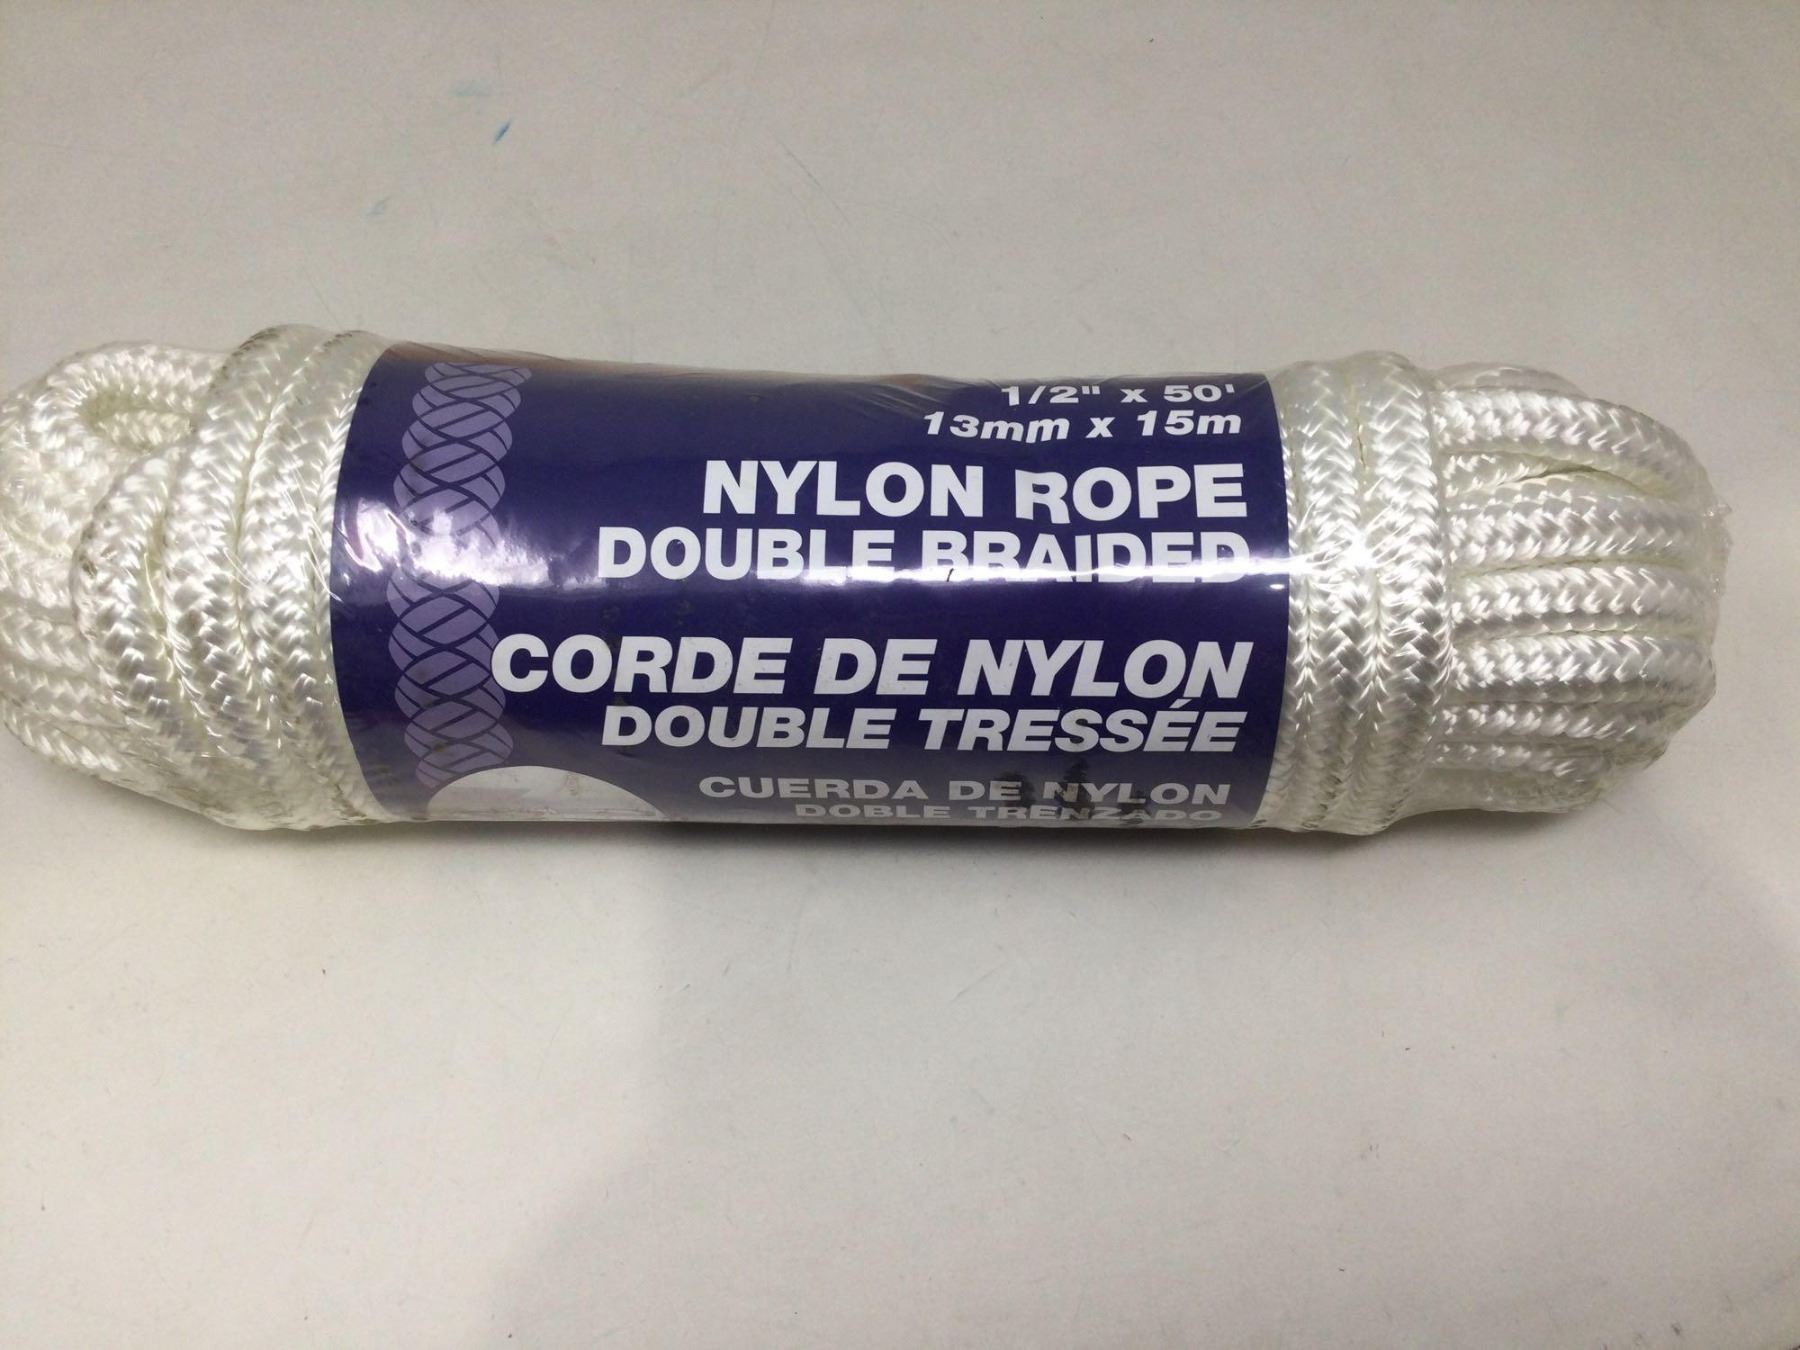 1/2" x 50'
13mm x 15m
NYLON ROPE
DOUBLE BRAIDED
CORDE DE NYLON
DOUBLE TRESSÉE
CUERDA DE NYLON
DOBLE TRENZADO